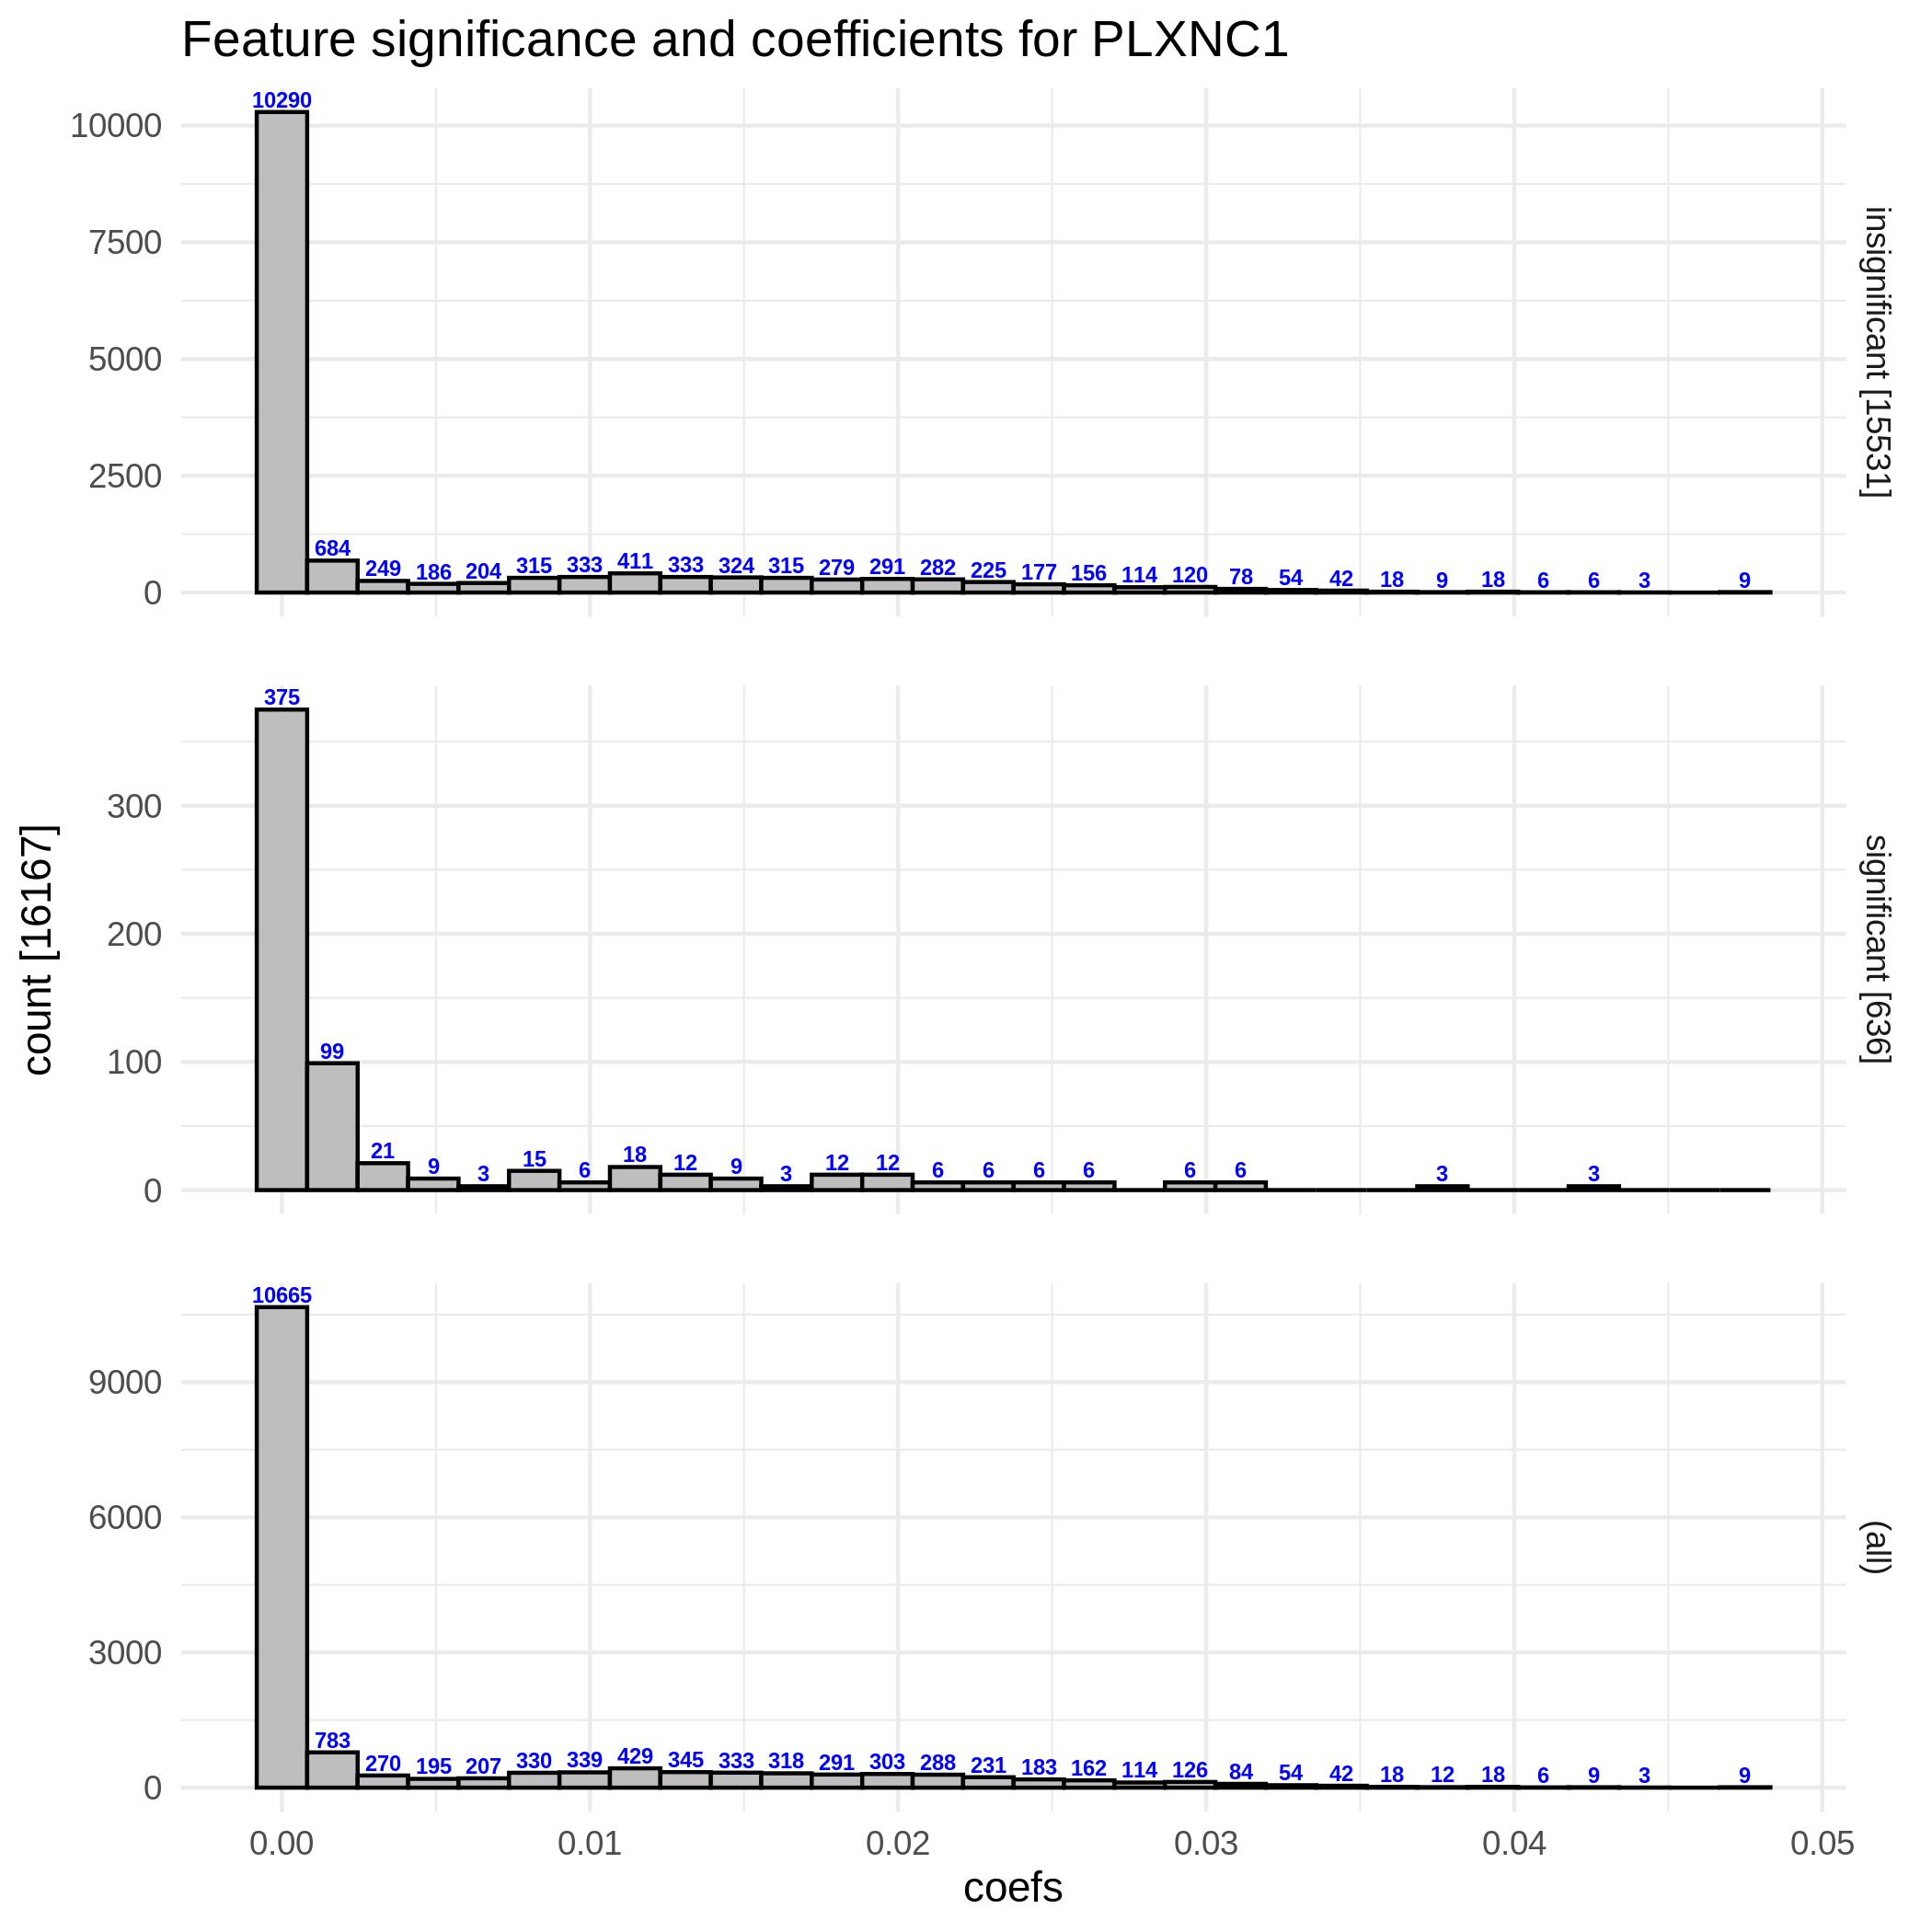 Feature significance and coefficients for PLXNC1
10290
10000
7500
5000
2500
0
684 249 186 204 315 333 411 333 324 315 279 291 282 225 177 156 114 120 78 54 42 18 9 18 6 6 3 9
insignificant [15531]
count [16167]
375
300
200
100
0
99 21 9 3 15 6 18 12 9 3 12 12 6 6 6 6 6 6 3 3
significant [636]
10665
9000
6000
3000
0
783 270 195 207 330 339 429 345 333 318 291 303 288 231 183 162 114 126 84 54 42 18 12 18 6 9 3 9
(all)
0.00 0.01 0.02 0.03 0.04 0.05
coefs